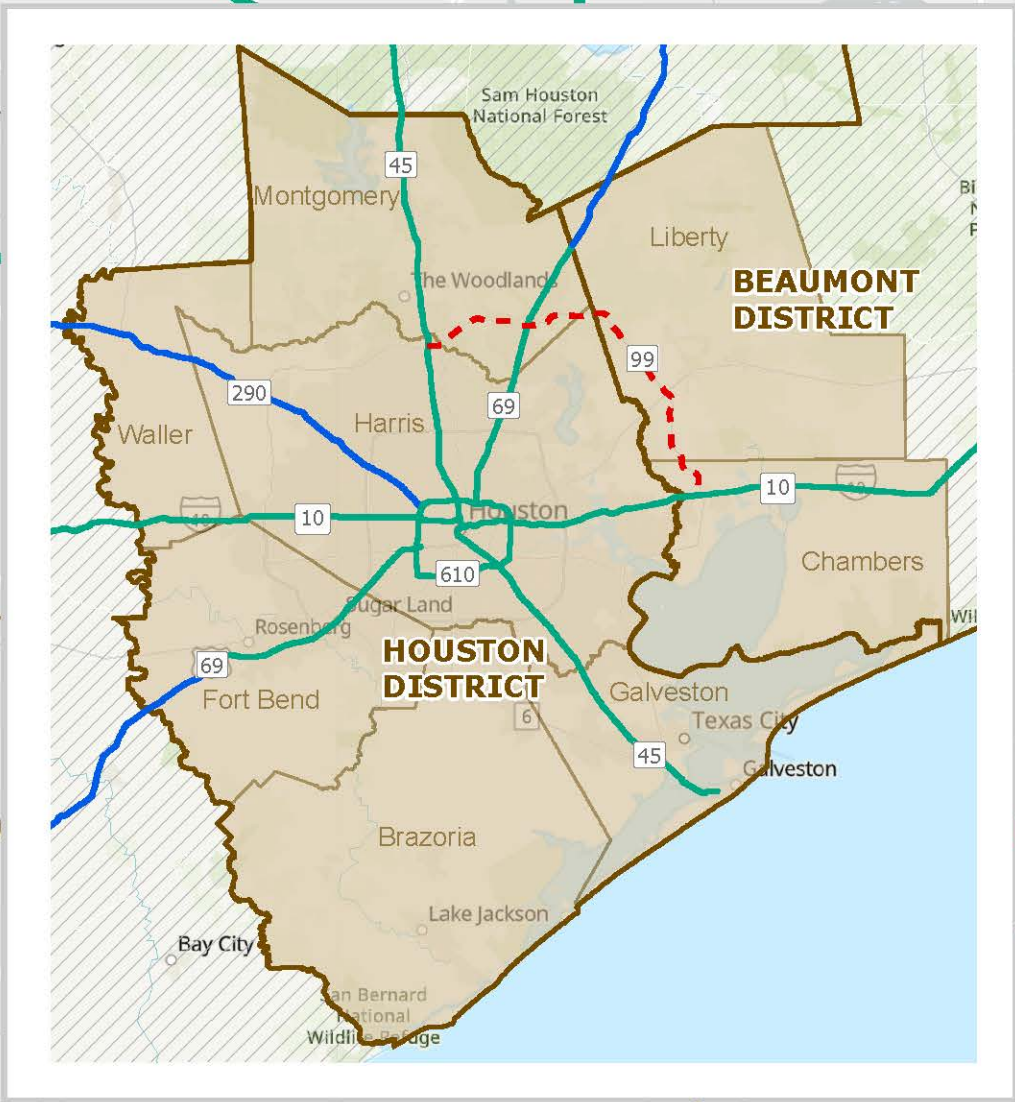 Sam Houston
National Forest
45
Montgomery
Liberty
The Woodlands
BEAUMONT
DISTRICT
99
290
69
Harris
Waller
10
10
Houston
Chambers
610
Sugar Land
Rosenberg
HOUSTON
DISTRICT
69
Fort Bend
Galveston
6
Texas City
45
Galveston
Brazoria
Lake Jackson
Bay City
San Bernard
National
Wildlife Refuge